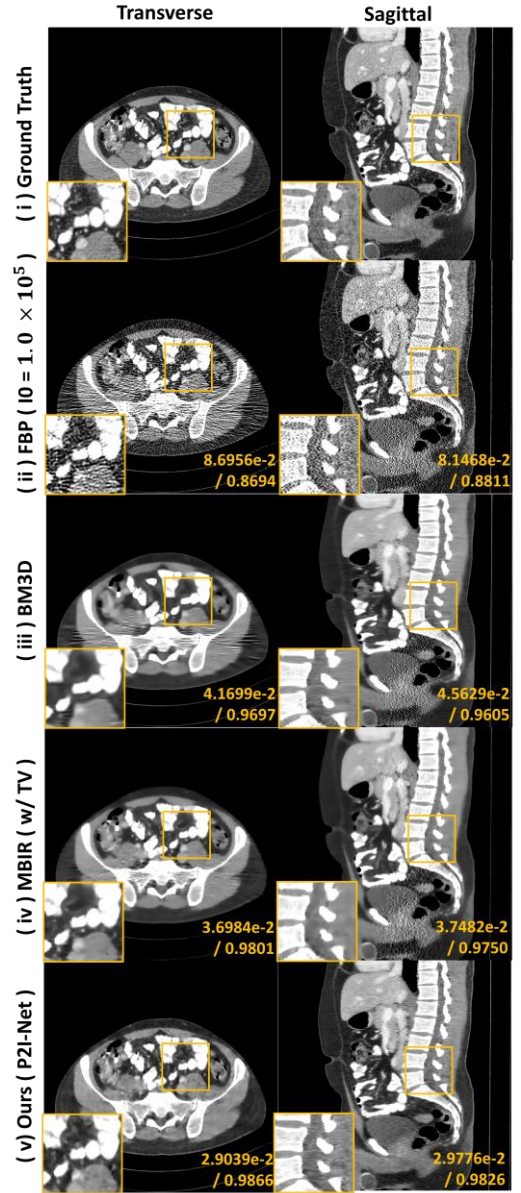 Transverse
Sagittal
( i ) Ground Truth
( ii ) FBP ( I0 = 1.0 × 10⁵ )
8.6956e-2
/ 0.8694
8.1468e-2
/ 0.8811
( iii ) BM3D
4.1699e-2
/ 0.9697
4.5629e-2
/ 0.9605
( iv ) MBIR ( w/ TV )
3.6984e-2
/ 0.9801
3.7482e-2
/ 0.9750
( v ) Ours ( P2I-Net )
2.9039e-2
/ 0.9866
2.9776e-2
/ 0.9826